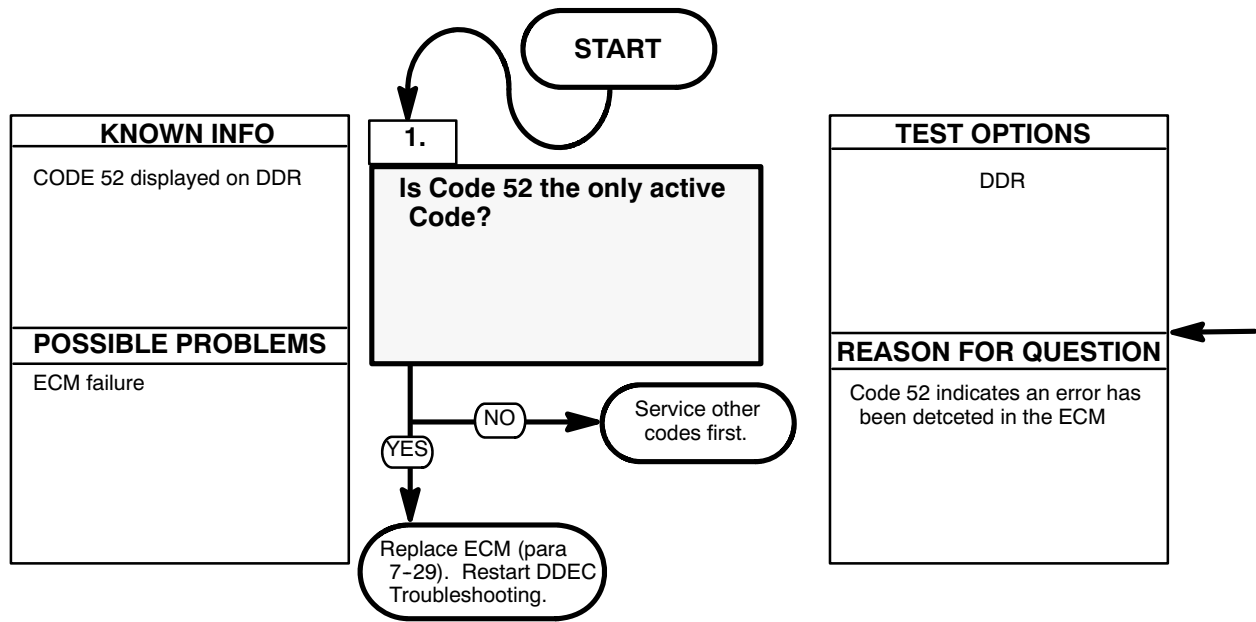 START
KNOWN INFO
CODE 52 displayed on DDR
POSSIBLE PROBLEMS
ECM failure
1.
Is Code 52 the only active
Code?
NO
Service other
codes first.
YES
Replace ECM (para
7-29). Restart DDEC
Troubleshooting.
TEST OPTIONS
DDR
REASON FOR QUESTION
Code 52 indicates an error has
been detceted in the ECM